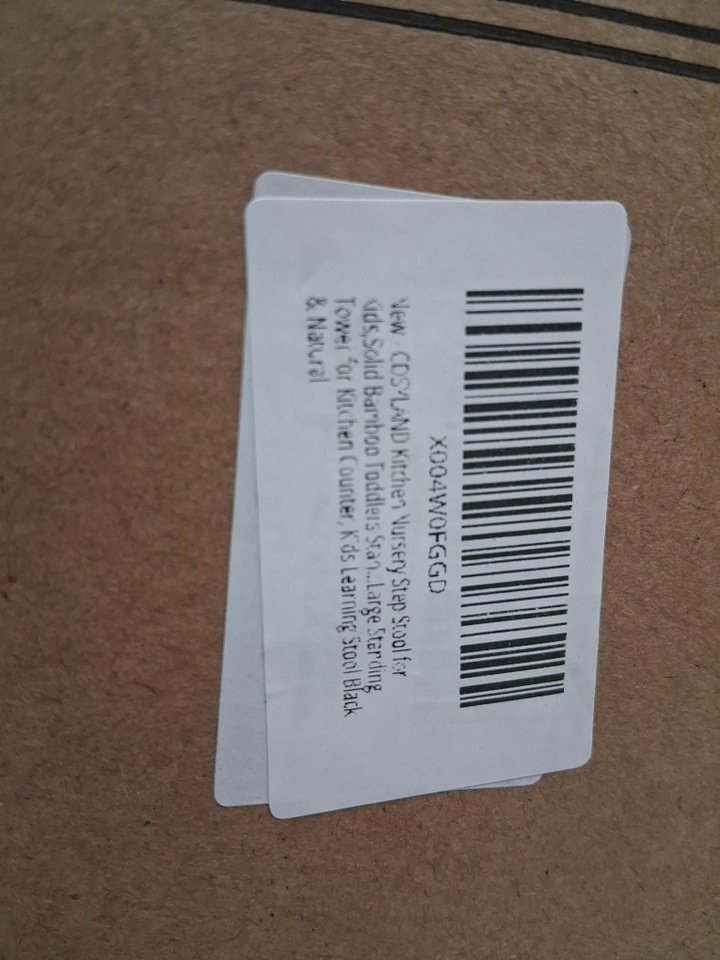 X004W0FGGD
New - COSYLAND Kitchen Nursery Step Stool for
Kids,Solid Bamboo Toddlers Stan...Large Standing
Tower for Kitchen Counter, Kids Learning Stool Black
& Natural